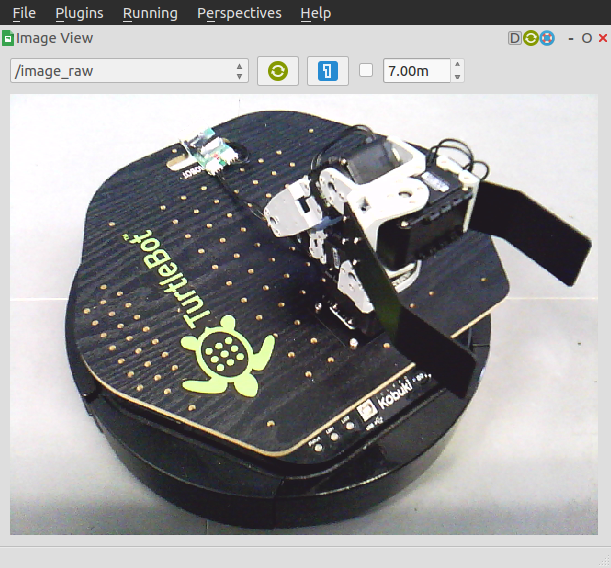 File Plugins Running Perspectives Help
Image View
D
- O
/image_raw
7.00m
TurtleBot
Kobuki